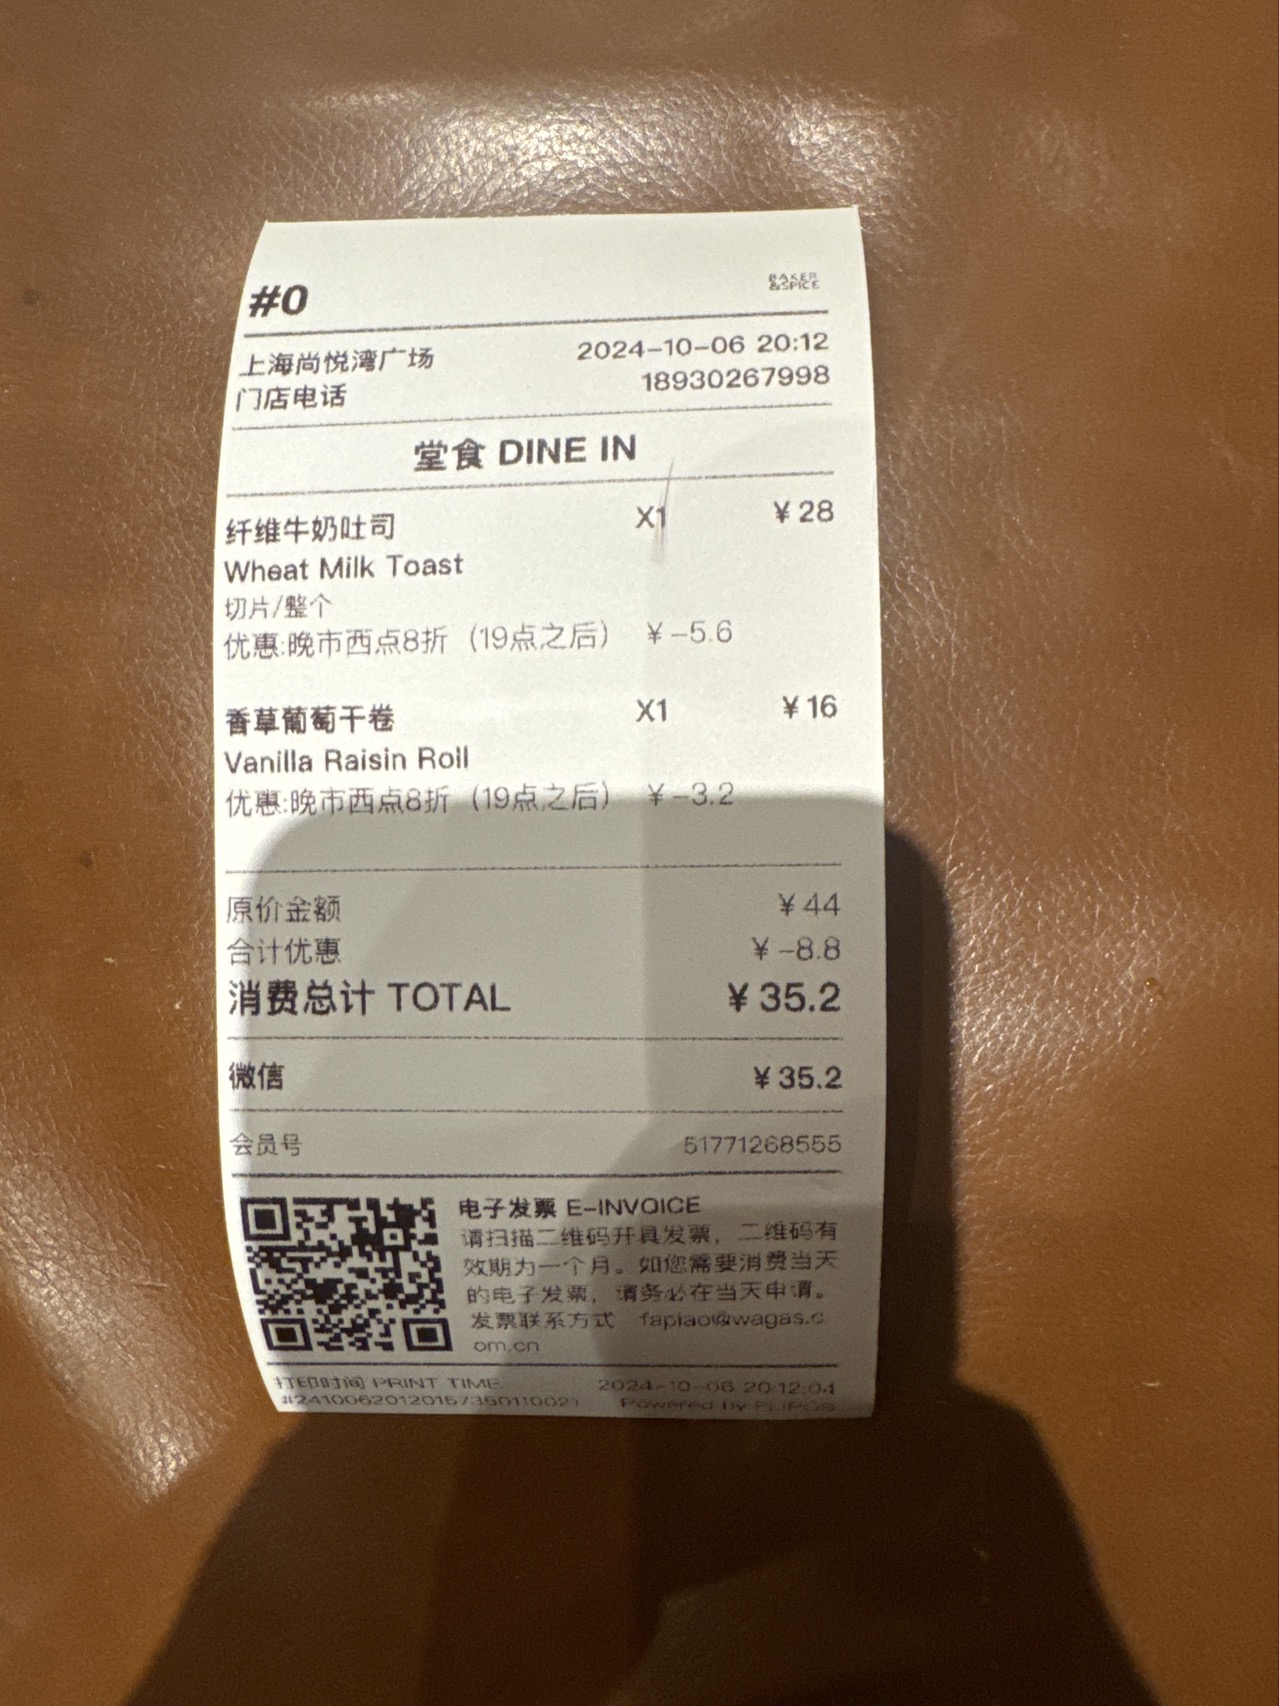 #0
BAKER
&SPICE
上海尚悦湾广场 2024-10-06 20:12
门店电话 18930267998
堂食 DINE IN
纤维牛奶吐司 X1 ¥28
Wheat Milk Toast
切片/整个
优惠:晚市西点8折（19点之后） ¥-5.6
香草葡萄干卷 X1 ¥16
Vanilla Raisin Roll
优惠:晚市西点8折（19点之后） ¥-3.2
原价金额 ¥44
合计优惠 ¥-8.8
消费总计 TOTAL ¥35.2
微信 ¥35.2
会员号 51771268555
电子发票 E-INVOICE
请扫描二维码开具发票，二维码有
效期为一个月。如您需要消费当天
的电子发票，请务必在当天申请。
发票联系方式 fapiao@wagas.c
om.cn
打印时间 PRINT TIME 2024-10-06 20:12:04
Powered by